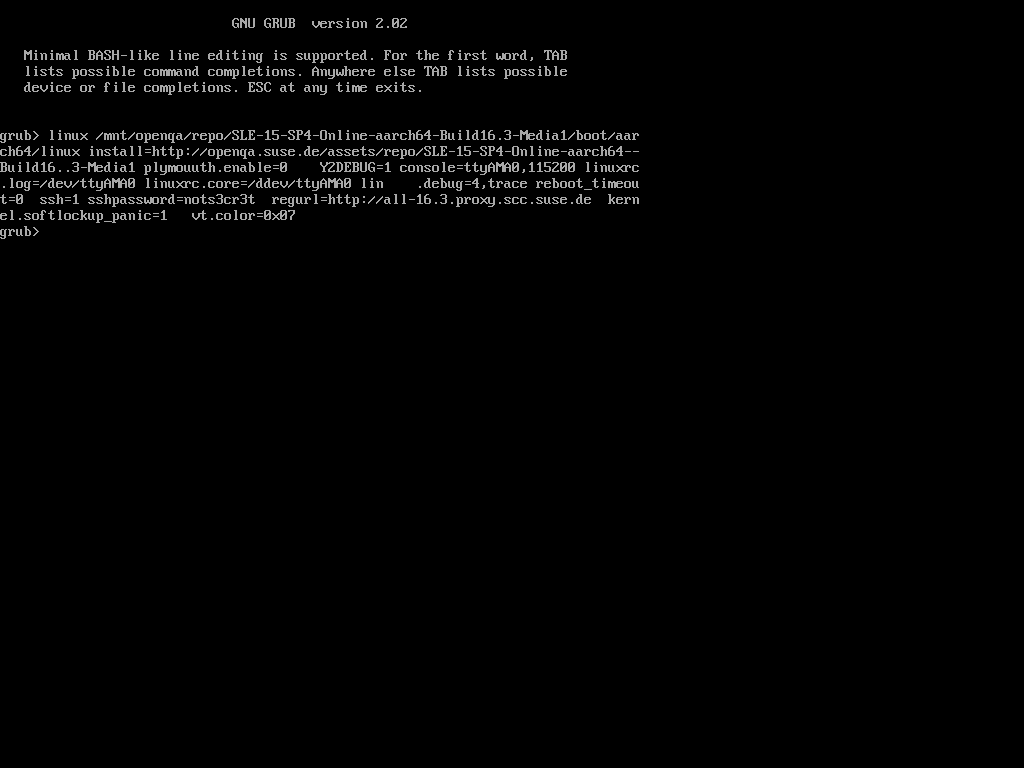 GNU GRUB  version 2.02
Minimal BASH-like line editing is supported. For the first word, TAB
lists possible command completions. Anywhere else TAB lists possible
device or file completions. ESC at any time exits.
grub> linux /mnt/openqa/repo/SLE-15-SP4-Online-aarch64-Build16.3-Media1/boot/aar
ch64/linux install=http://openqa.suse.de/assets/repo/SLE-15-SP4-Online-aarch64--
Build16..3-Media1 plymouuth.enable=0    Y2DEBUG=1 console=ttyAMA0,115200 linuxrc
.log=/dev/ttyAMA0 linuxrc.core=/ddev/ttyAMA0 lin    .debug=4,trace reboot_timeou
t=0  ssh=1 sshpassword=nots3cr3t  regurl=http://all-16.3.proxy.scc.suse.de  kern
el.softlockup_panic=1   vt.color=0x07
grub>